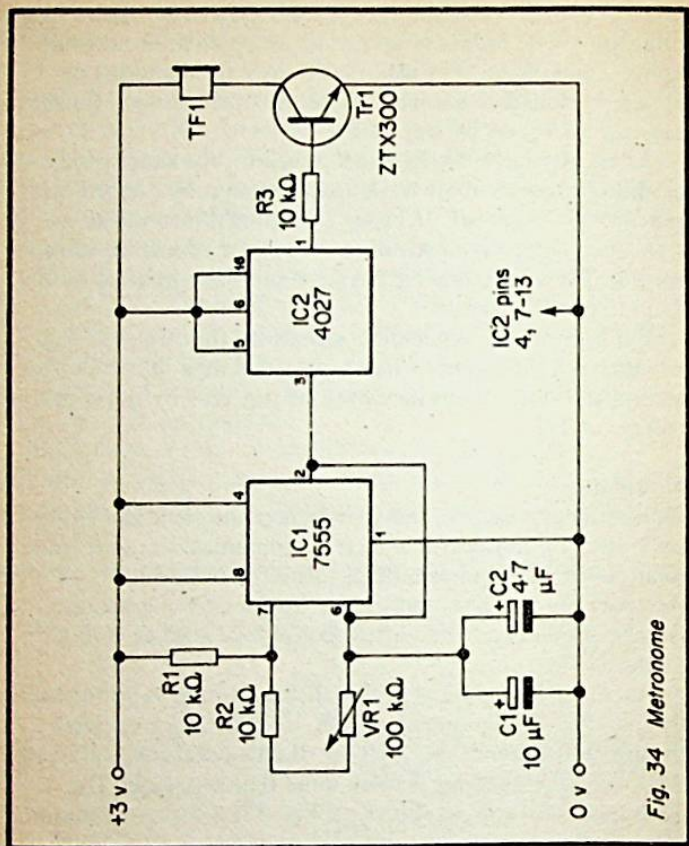 +3 v
R1
10 kΩ
R2
10 kΩ
VR1
100 kΩ
7
6
8
4
IC1
7555
2
1
3
5
6
16
IC2
4027
1
R3
10 kΩ
TF1
Tr1
ZTX300
C1
+
10 µF
+
C2
4·7
µF
IC2 pins
4, 7-13
0 v
Fig. 34 Metronome